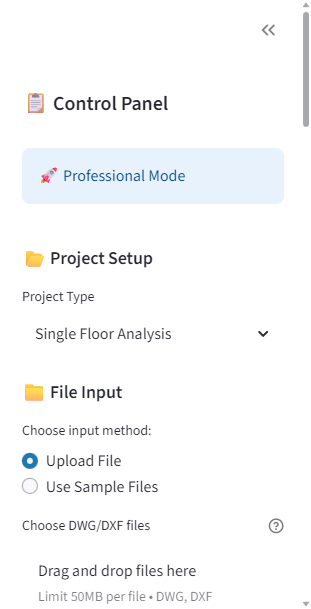 Control Panel
Professional Mode
Project Setup
Project Type
Single Floor Analysis
File Input
Choose input method:
Upload File
Use Sample Files
Choose DWG/DXF files
Drag and drop files here
Limit 50MB per file • DWG, DXF